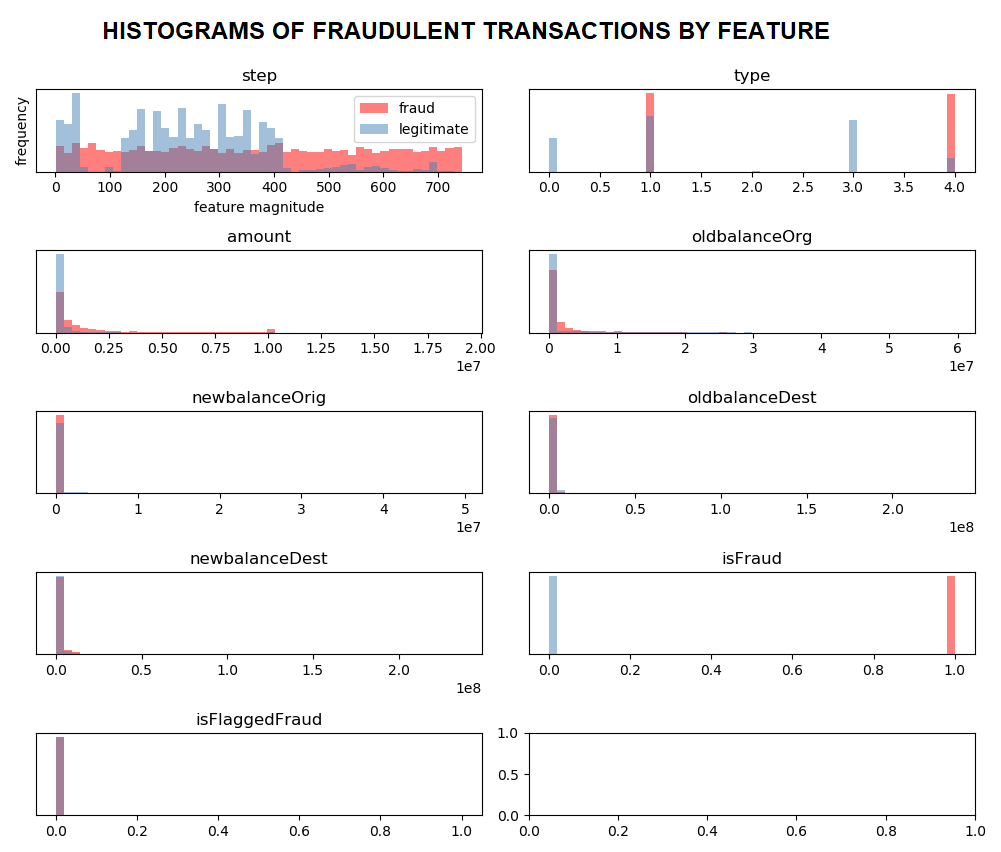 HISTOGRAMS OF FRAUDULENT TRANSACTIONS BY FEATURE
step
frequency
fraud
legitimate
0 100 200 300 400 500 600 700
feature magnitude
type
0.0 0.5 1.0 1.5 2.0 2.5 3.0 3.5 4.0
amount
0.00 0.25 0.50 0.75 1.00 1.25 1.50 1.75 2.00
1e7
oldbalanceOrg
0 1 2 3 4 5 6
1e7
newbalanceOrig
0 1 2 3 4 5
1e7
oldbalanceDest
0.0 0.5 1.0 1.5 2.0
1e8
newbalanceDest
0.0 0.5 1.0 1.5 2.0
1e8
isFraud
0.0 0.2 0.4 0.6 0.8 1.0
isFlaggedFraud
0.0 0.2 0.4 0.6 0.8 1.0
1.0
0.5
0.0
0.0 0.2 0.4 0.6 0.8 1.0